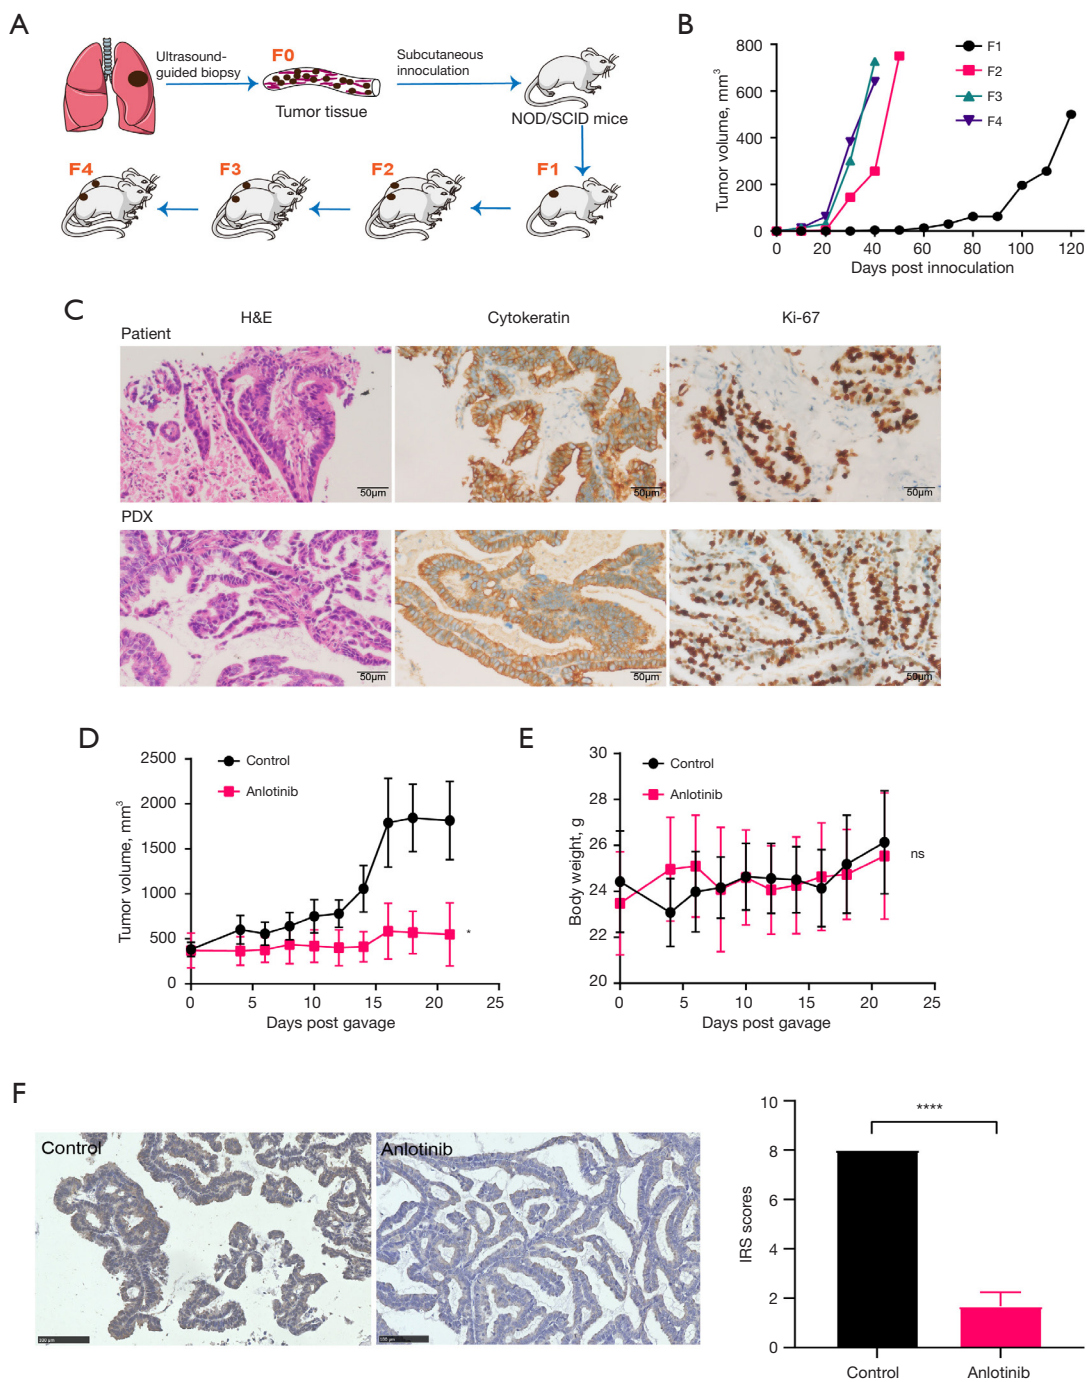 A
Ultrasound-
guided biopsy
F0
Tumor tissue
Subcutaneous
innoculation
NOD/SCID mice
F4
F3
F2
F1
B
Tumor volume, mm3
800
600
400
200
0
0 20 40 60 80 100 120
Days post innoculation
F1
F2
F3
F4
C
H&E
Cytokeratin
Ki-67
Patient
50μm
50μm
50μm
PDX
50μm
50μm
50μm
D
Tumor volume, mm3
2500
2000
1500
1000
500
0
0 5 10 15 20 25
Days post gavage
Control
Anlotinib
*
E
Body weight, g
30
28
26
24
22
20
0 5 10 15 20 25
Days post gavage
Control
Anlotinib
ns
F
Control
100 μm
Anlotinib
100 μm
IRS scores
10
8
6
4
2
0
****
Control
Anlotinib